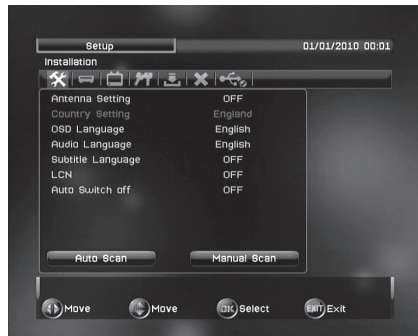 Setup 01/01/2010 00:01
Installation
Antenna Setting OFF
Country Setting England
OSD Language English
Audio Language English
Subtitle Language OFF
LCN OFF
Auto Switch off OFF
Auto Scan Manual Scan
Move Move OK Select EXIT Exit